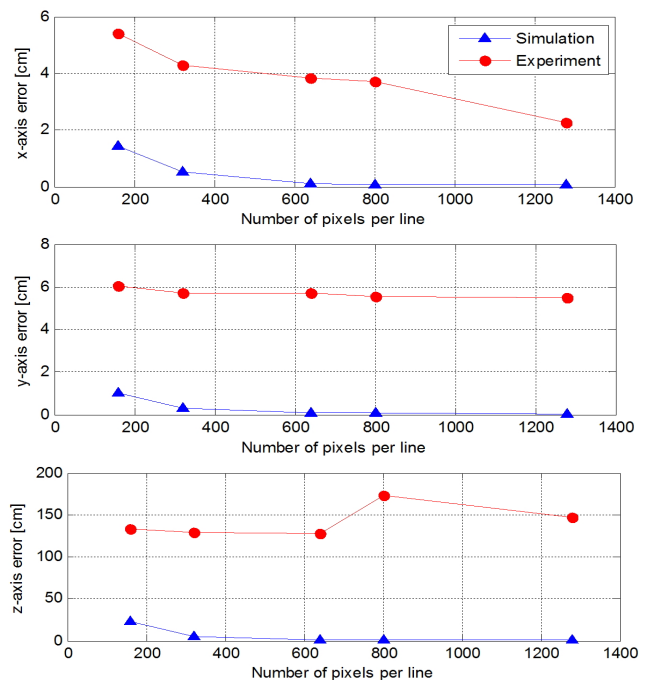 6
4
2
0
x-axis error [cm]
Simulation
Experiment
0 200 400 600 800 1000 1200 1400
Number of pixels per line
8
6
4
2
0
y-axis error [cm]
0 200 400 600 800 1000 1200 1400
Number of pixels per line
200
150
100
50
0
z-axis error [cm]
0 200 400 600 800 1000 1200 1400
Number of pixels per line